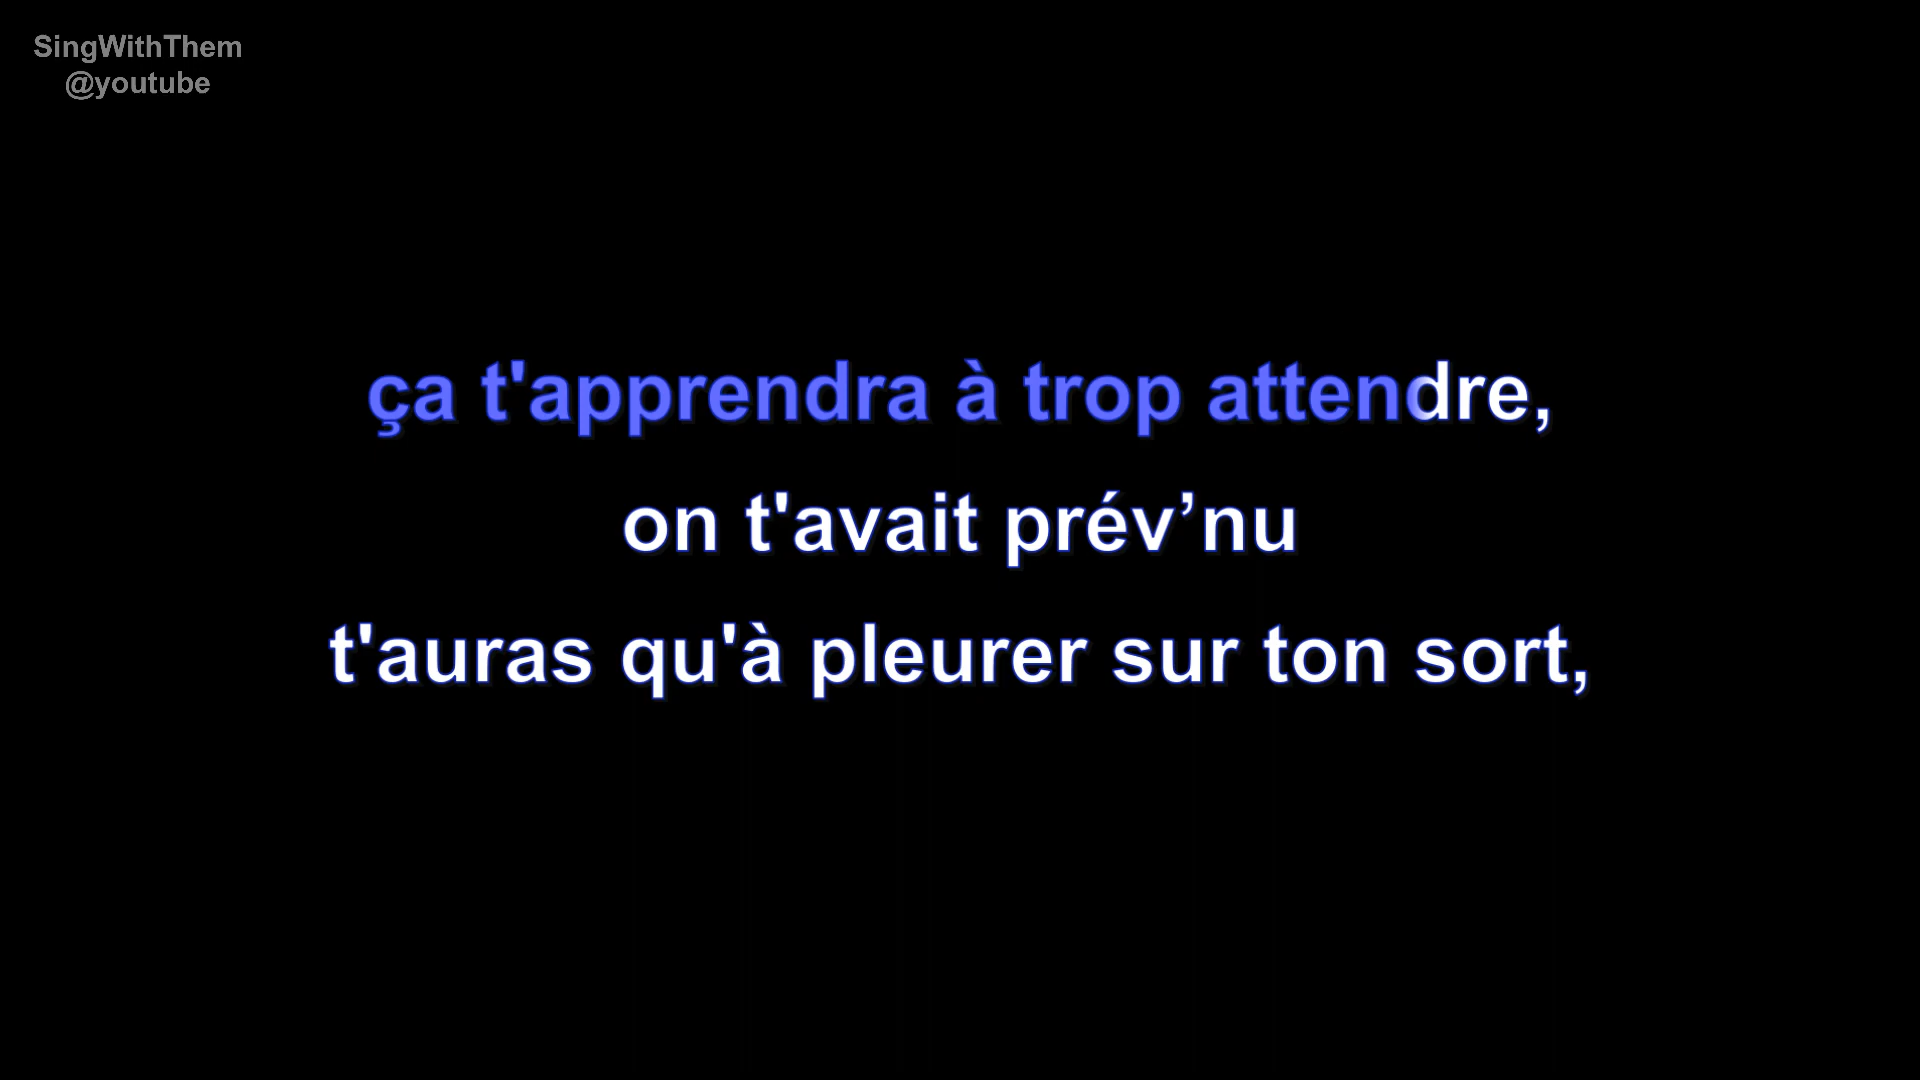 SingWithThem
@youtube
ça t'apprendra à trop attendre,
on t'avait prév’nu
t'auras qu'à pleurer sur ton sort,